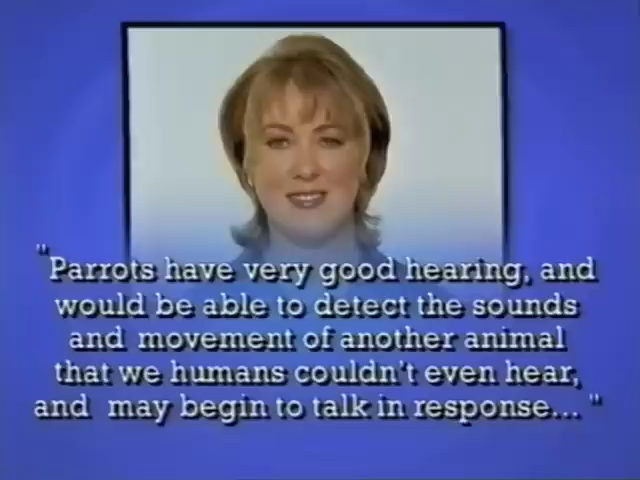 "Parrots have very good hearing, and
would be able to detect the sounds
and movement of another animal
that we humans couldn't even hear,
and may begin to talk in response... "